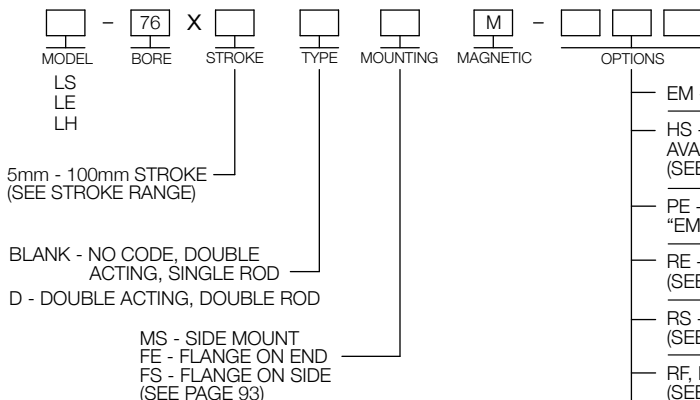 - 76 X M -
MODEL BORE STROKE TYPE MOUNTING MAGNETIC OPTIONS
LS
LE
LH
EM
HS -
(SEE
5mm - 100mm STROKE
(SEE STROKE RANGE)
PE -
"EM
BLANK - NO CODE, DOUBLE
ACTING, SINGLE ROD
D - DOUBLE ACTING, DOUBLE ROD
RE -
(SEE
RS -
(SEE
MS - SIDE MOUNT
FE - FLANGE ON END
FS - FLANGE ON SIDE
(SEE PAGE 93)
RF,
(SEE